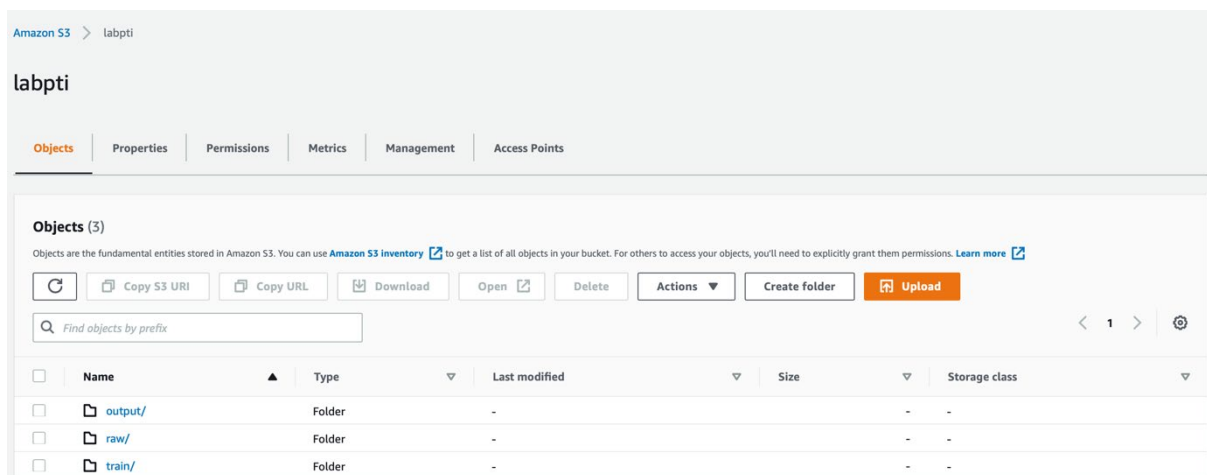 Amazon S3 > labpti
labpti
Objects Properties Permissions Metrics Management Access Points
Objects (3)
Objects are the fundamental entities stored in Amazon S3. You can use Amazon S3 inventory to get a list of all objects in your bucket. For others to access your objects, you'll need to explicitly grant them permissions. Learn more
Copy S3 URI Copy URL Download Open Delete Actions Create folder Upload
Find objects by prefix
< 1 >
Name Type Last modified Size Storage class
output/ Folder - - -
raw/ Folder - - -
train/ Folder - - -